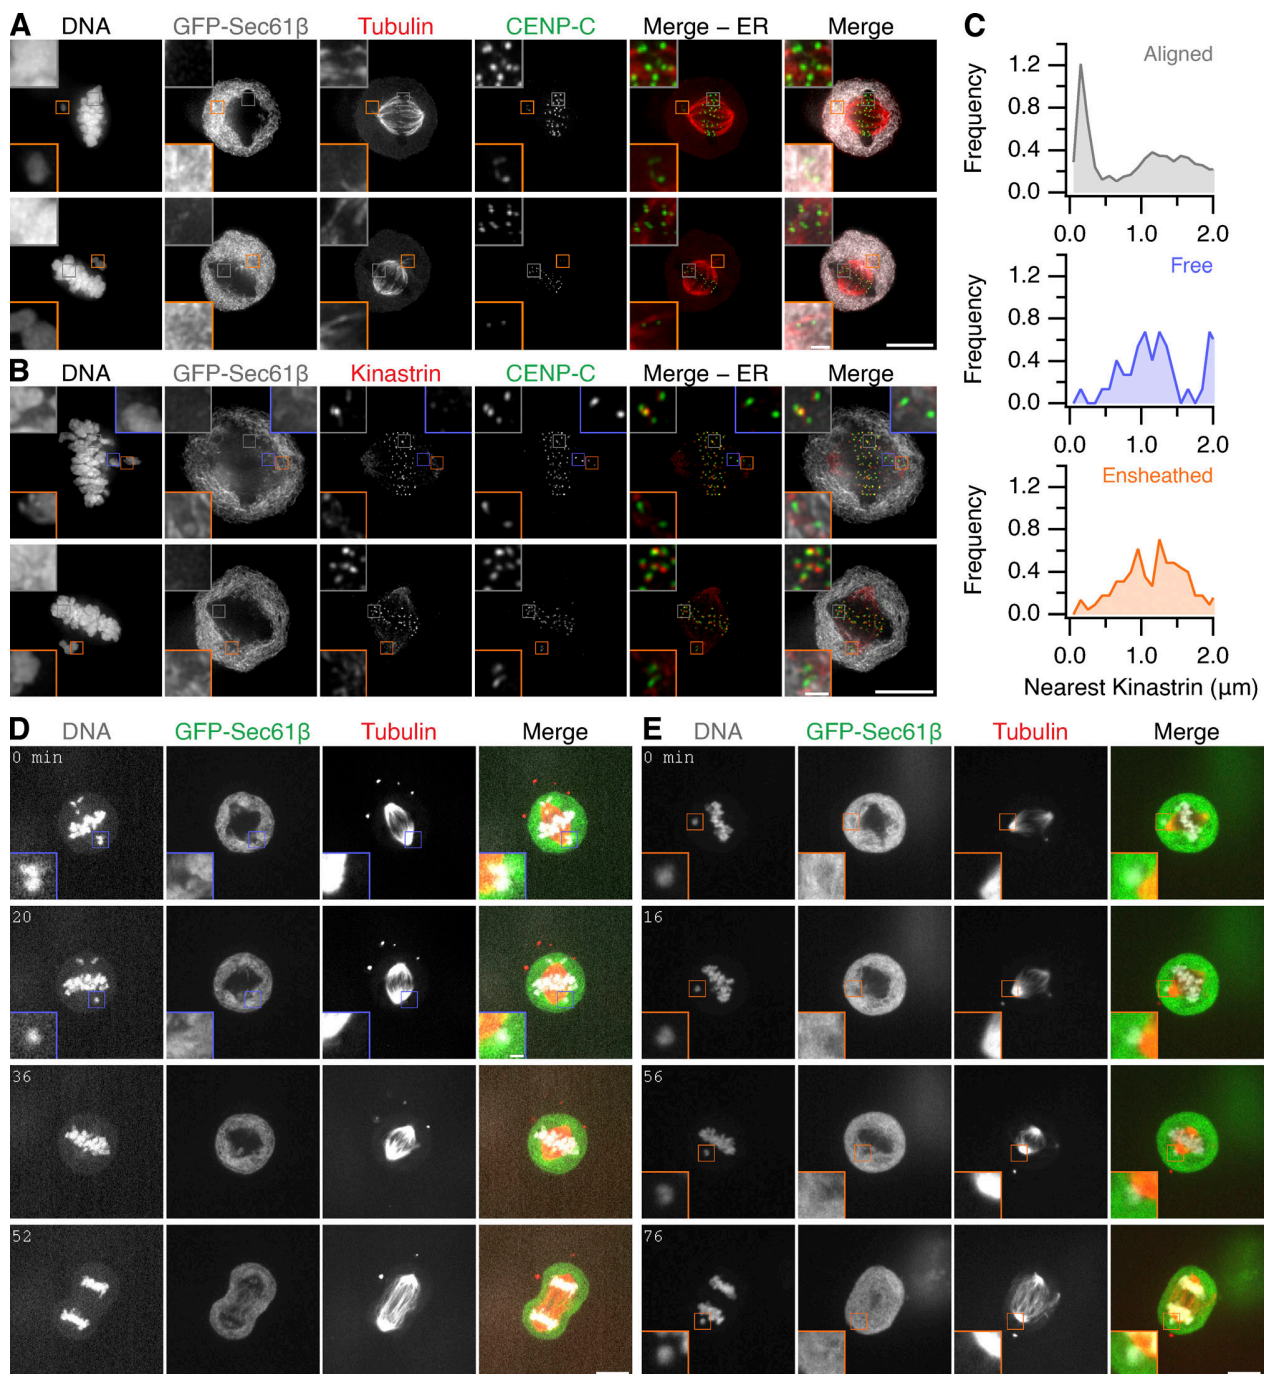 A
DNA GFP-Sec61β Tubulin CENP-C Merge – ER Merge
B
DNA GFP-Sec61β Kinastrin CENP-C Merge – ER Merge
C
Frequency
1.2
0.8
0.4
0.0
Aligned
0.0 1.0 2.0
Frequency
1.2
0.8
0.4
0.0
Free
0.0 1.0 2.0
Frequency
1.2
0.8
0.4
0.0
Ensheathed
0.0 1.0 2.0
Nearest Kinastrin (μm)
D
DNA GFP-Sec61β Tubulin Merge
0 min
20
36
52
E
DNA GFP-Sec61β Tubulin Merge
0 min
16
56
76